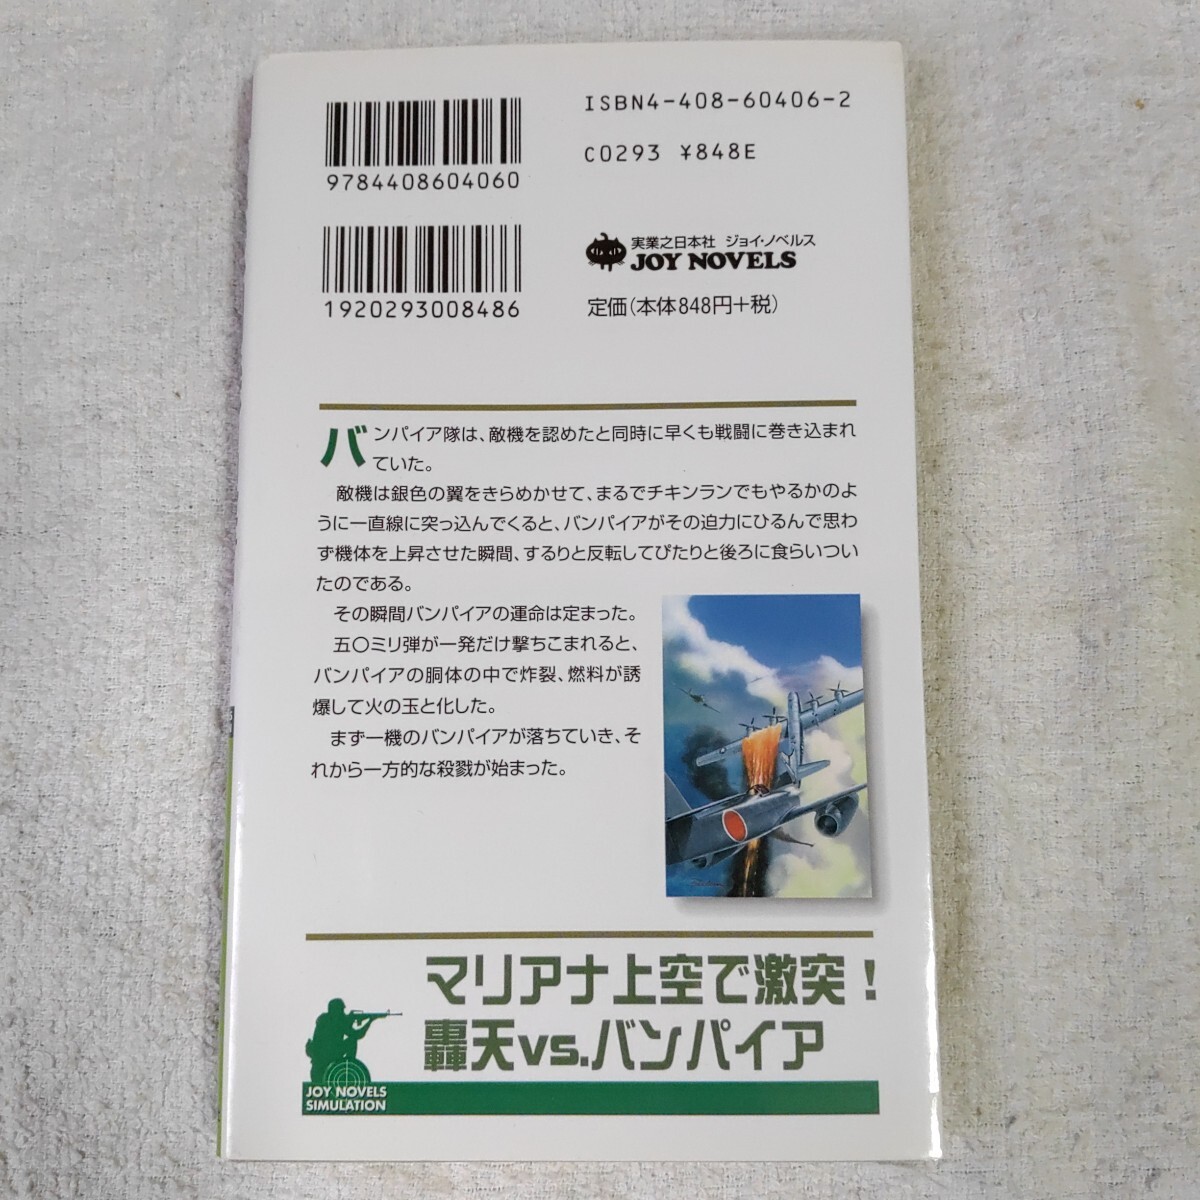 9784408604060
ISBN4-408-60406-2
C0293 ¥848E
1920293008486
実業之日本社 ジョイ・ノベルス
JOY NOVELS
定価(本体848円+税)
バンパイア隊は、敵機を認めたと同時に早くも戦闘に巻き込まれ
ていた。
敵機は銀色の翼をきらめかせて、まるでチキンランでもやるかのよ
うに一直線に突っ込んでくると、バンパイアがその迫力にひるんで思わ
ず機体を上昇させた瞬間、するりと反転してぴたりと後ろに食らいつい
たのである。
その瞬間バンパイアの運命は定まった。
五〇ミリ弾が一発だけ撃ちこまれると、
バンパイアの胴体の中で炸裂、燃料が誘
爆して火の玉と化した。
まず一機のバンパイアが落ちていき、そ
れから一方的な殺戮が始まった。
マリアナ上空で激突!
轟天vs.バンパイア
JOY NOVELS
SIMULATION